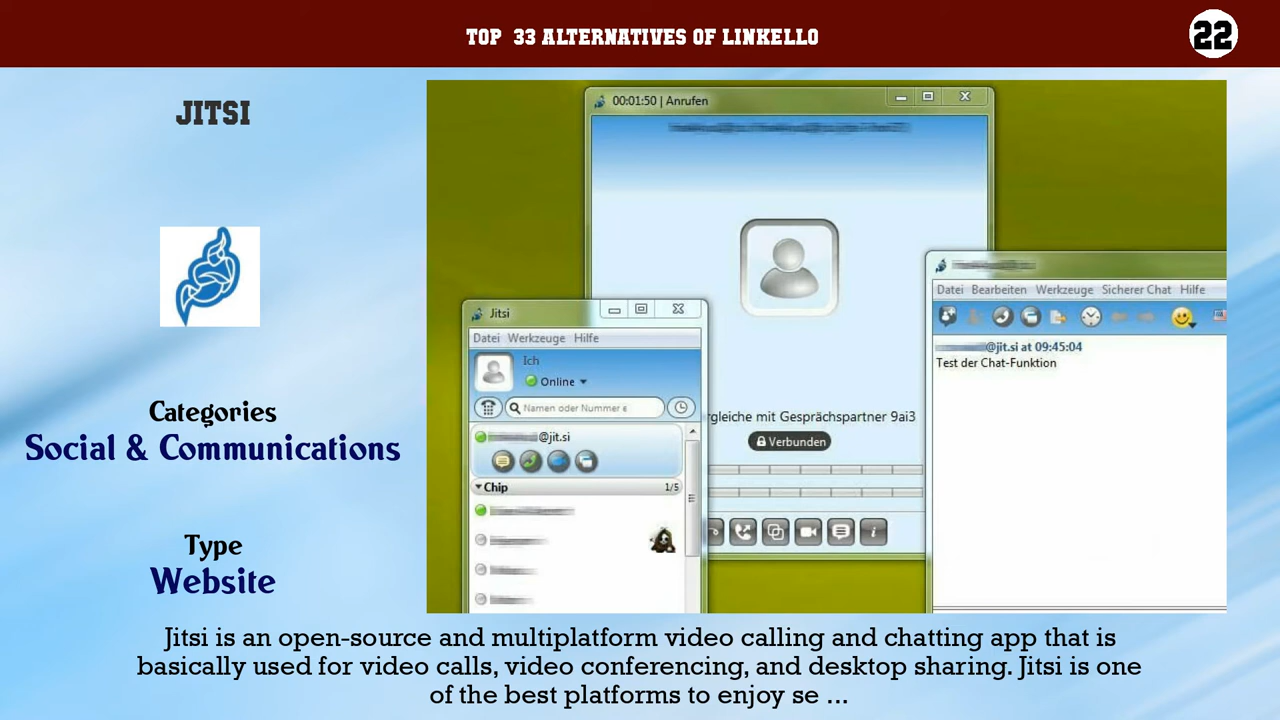 TOP 33 ALTERNATIVES OF LINKELLO
22
JITSI
Categories
Social & Communications
Type
Website
00:01:50 | Anrufen
rgleiche mit Gesprächspartner 9ai3
Verbunden
Jitsi
Datei Werkzeuge Hilfe
Ich
Online
Namen oder Nummer e
@jit.si
Chip
1/5
Datei Bearbeiten Werkzeuge Sicherer Chat Hilfe
@jit.si at 09:45:04
Test der Chat-Funktion
Jitsi is an open-source and multiplatform video calling and chatting app that is
basically used for video calls, video conferencing, and desktop sharing. Jitsi is one
of the best platforms to enjoy se ...